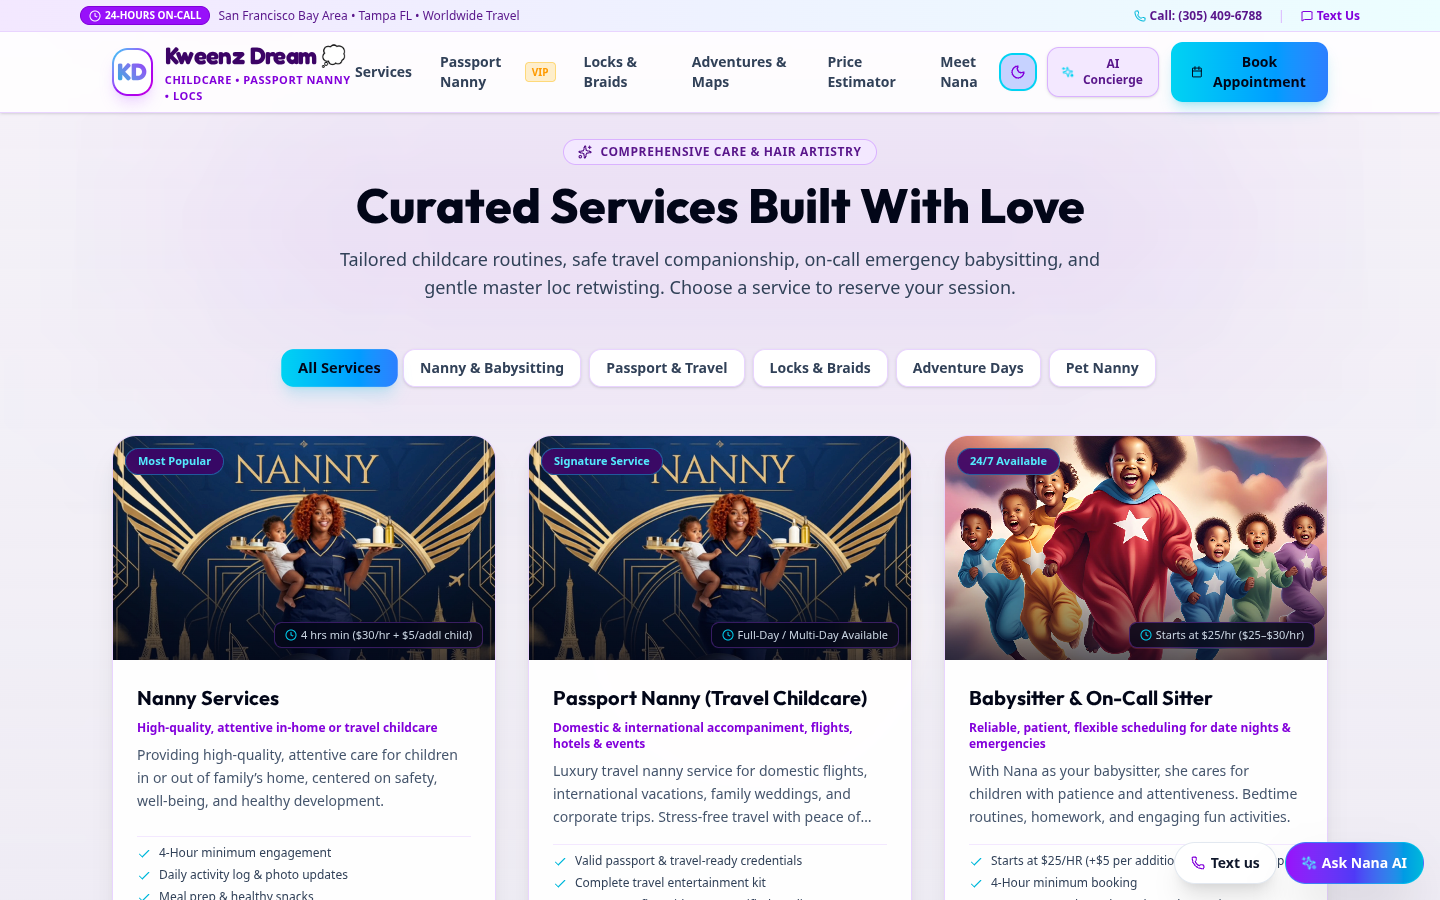 24-HOURS ON-CALL San Francisco Bay Area • Tampa FL • Worldwide Travel
Call: (305) 409-6788 | Text Us
KD
Kweenz Dream 💭
CHILDCARE • PASSPORT NANNY
• LOCS
Services
Passport
Nanny
VIP
Locks &
Braids
Adventures &
Maps
Price
Estimator
Meet
Nana
AI
Concierge
Book
Appointment
COMPREHENSIVE CARE & HAIR ARTISTRY
Curated Services Built With Love
Tailored childcare routines, safe travel companionship, on-call emergency babysitting, and
gentle master loc retwisting. Choose a service to reserve your session.
All Services
Nanny & Babysitting
Passport & Travel
Locks & Braids
Adventure Days
Pet Nanny
Most Popular
NANNY
4 hrs min ($30/hr + $5/addl child)
Nanny Services
High-quality, attentive in-home or travel childcare
Providing high-quality, attentive care for children
in or out of family’s home, centered on safety,
well-being, and healthy development.
4-Hour minimum engagement
Daily activity log & photo updates
Meal prep & healthy snacks
Signature Service
NANNY
Full-Day / Multi-Day Available
Passport Nanny (Travel Childcare)
Domestic & international accompaniment, flights,
hotels & events
Luxury travel nanny service for domestic flights,
international vacations, family weddings, and
corporate trips. Stress-free travel with peace of...
Valid passport & travel-ready credentials
Complete travel entertainment kit
24/7 Available
Starts at $25/hr ($25–$30/hr)
Babysitter & On-Call Sitter
Reliable, patient, flexible scheduling for date nights &
emergencies
With Nana as your babysitter, she cares for
children with patience and attentiveness. Bedtime
routines, homework, and engaging fun activities.
Starts at $25/HR (+$5 per additio
4-Hour minimum booking
Text us
Ask Nana AI